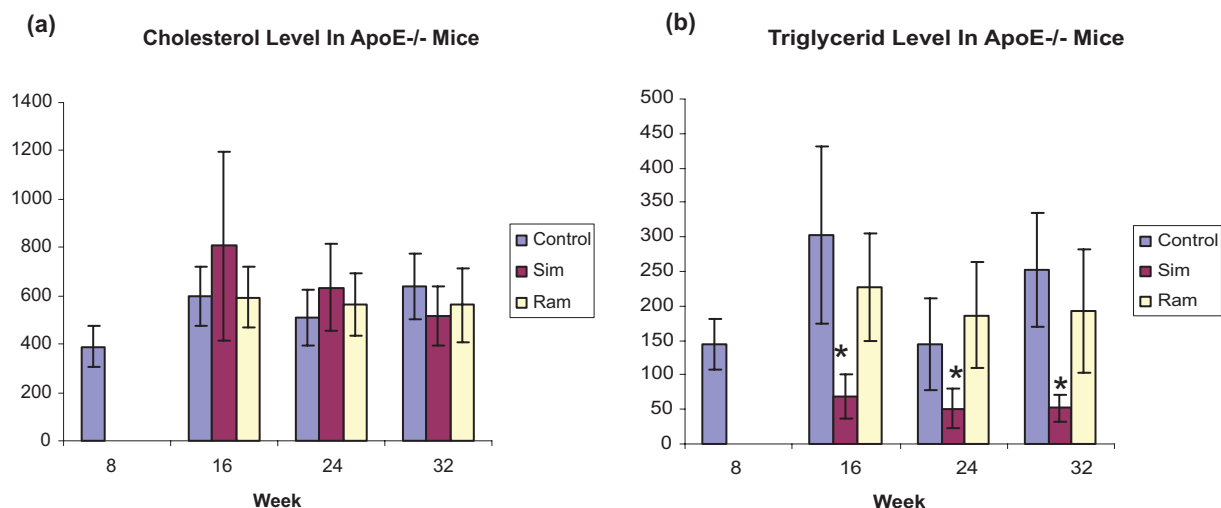 (a)
Cholesterol Level In ApoE-/- Mice
1400
1200
1000
800
600
400
200
0
8 16 24 32
Week
Control
Sim
Ram
(b)
Triglycerid Level In ApoE-/- Mice
500
450
400
350
300
250
200
150
100
50
0
* * *
8 16 24 32
Week
Control
Sim
Ram